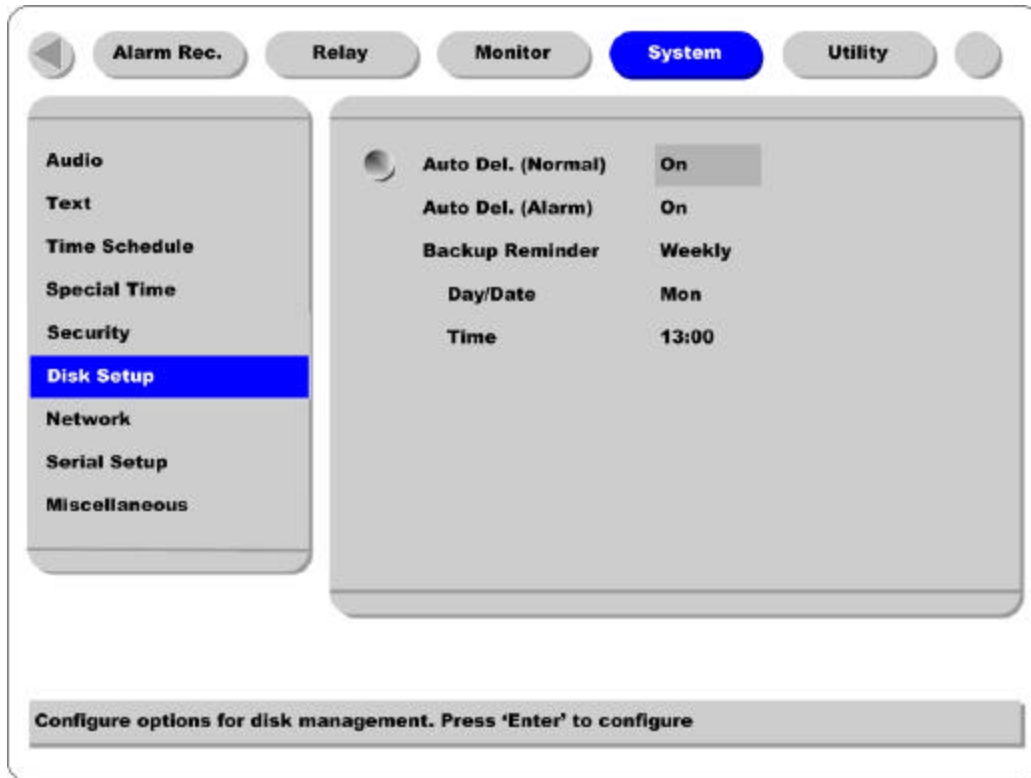 Alarm Rec. Relay Monitor System Utility
Audio
Text
Time Schedule
Special Time
Security
Disk Setup
Network
Serial Setup
Miscellaneous
Auto Del. (Normal) On
Auto Del. (Alarm) On
Backup Reminder Weekly
Day/Date Mon
Time 13:00
Configure options for disk management. Press ‘Enter’ to configure